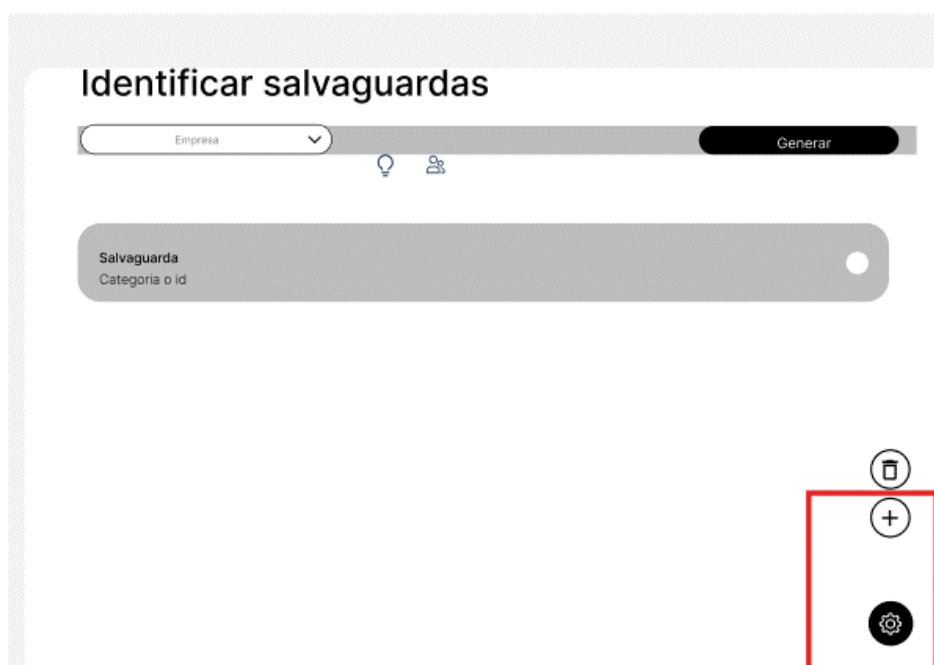 Identificar salvaguardas
Empresa
Generar
Salvaguarda
Categoria o id